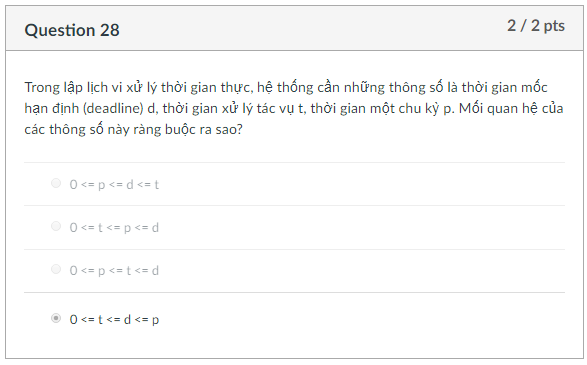 Question 28
2 / 2 pts
Trong lập lịch vi xử lý thời gian thực, hệ thống cần những thông số là thời gian mốc
hạn định (deadline) d, thời gian xử lý tác vụ t, thời gian một chu kỳ p. Mối quan hệ của
các thông số này ràng buộc ra sao?
0 <= p <= d <= t
0 <= t <= p <= d
0 <= p <= t <= d
0 <= t <= d <= p